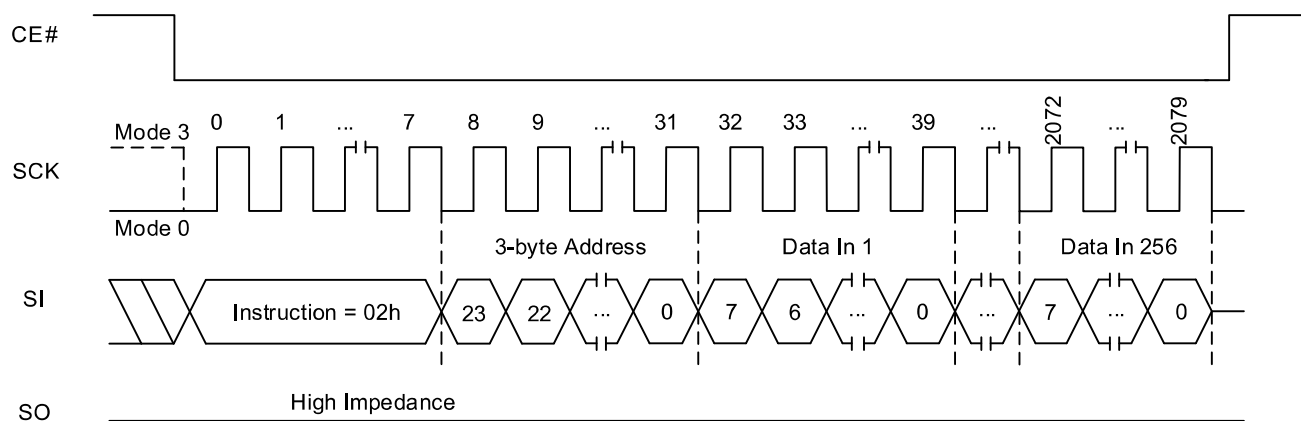 CE#
Mode 3 0 1 ... 7 8 9 ... 31 32 33 ... 39 ... 2072 ... 2079
SCK
Mode 0
3-byte Address Data In 1 Data In 256
SI Instruction = 02h 23 22 ... 0 7 6 ... 0 ... 7 ... 0
High Impedance
SO